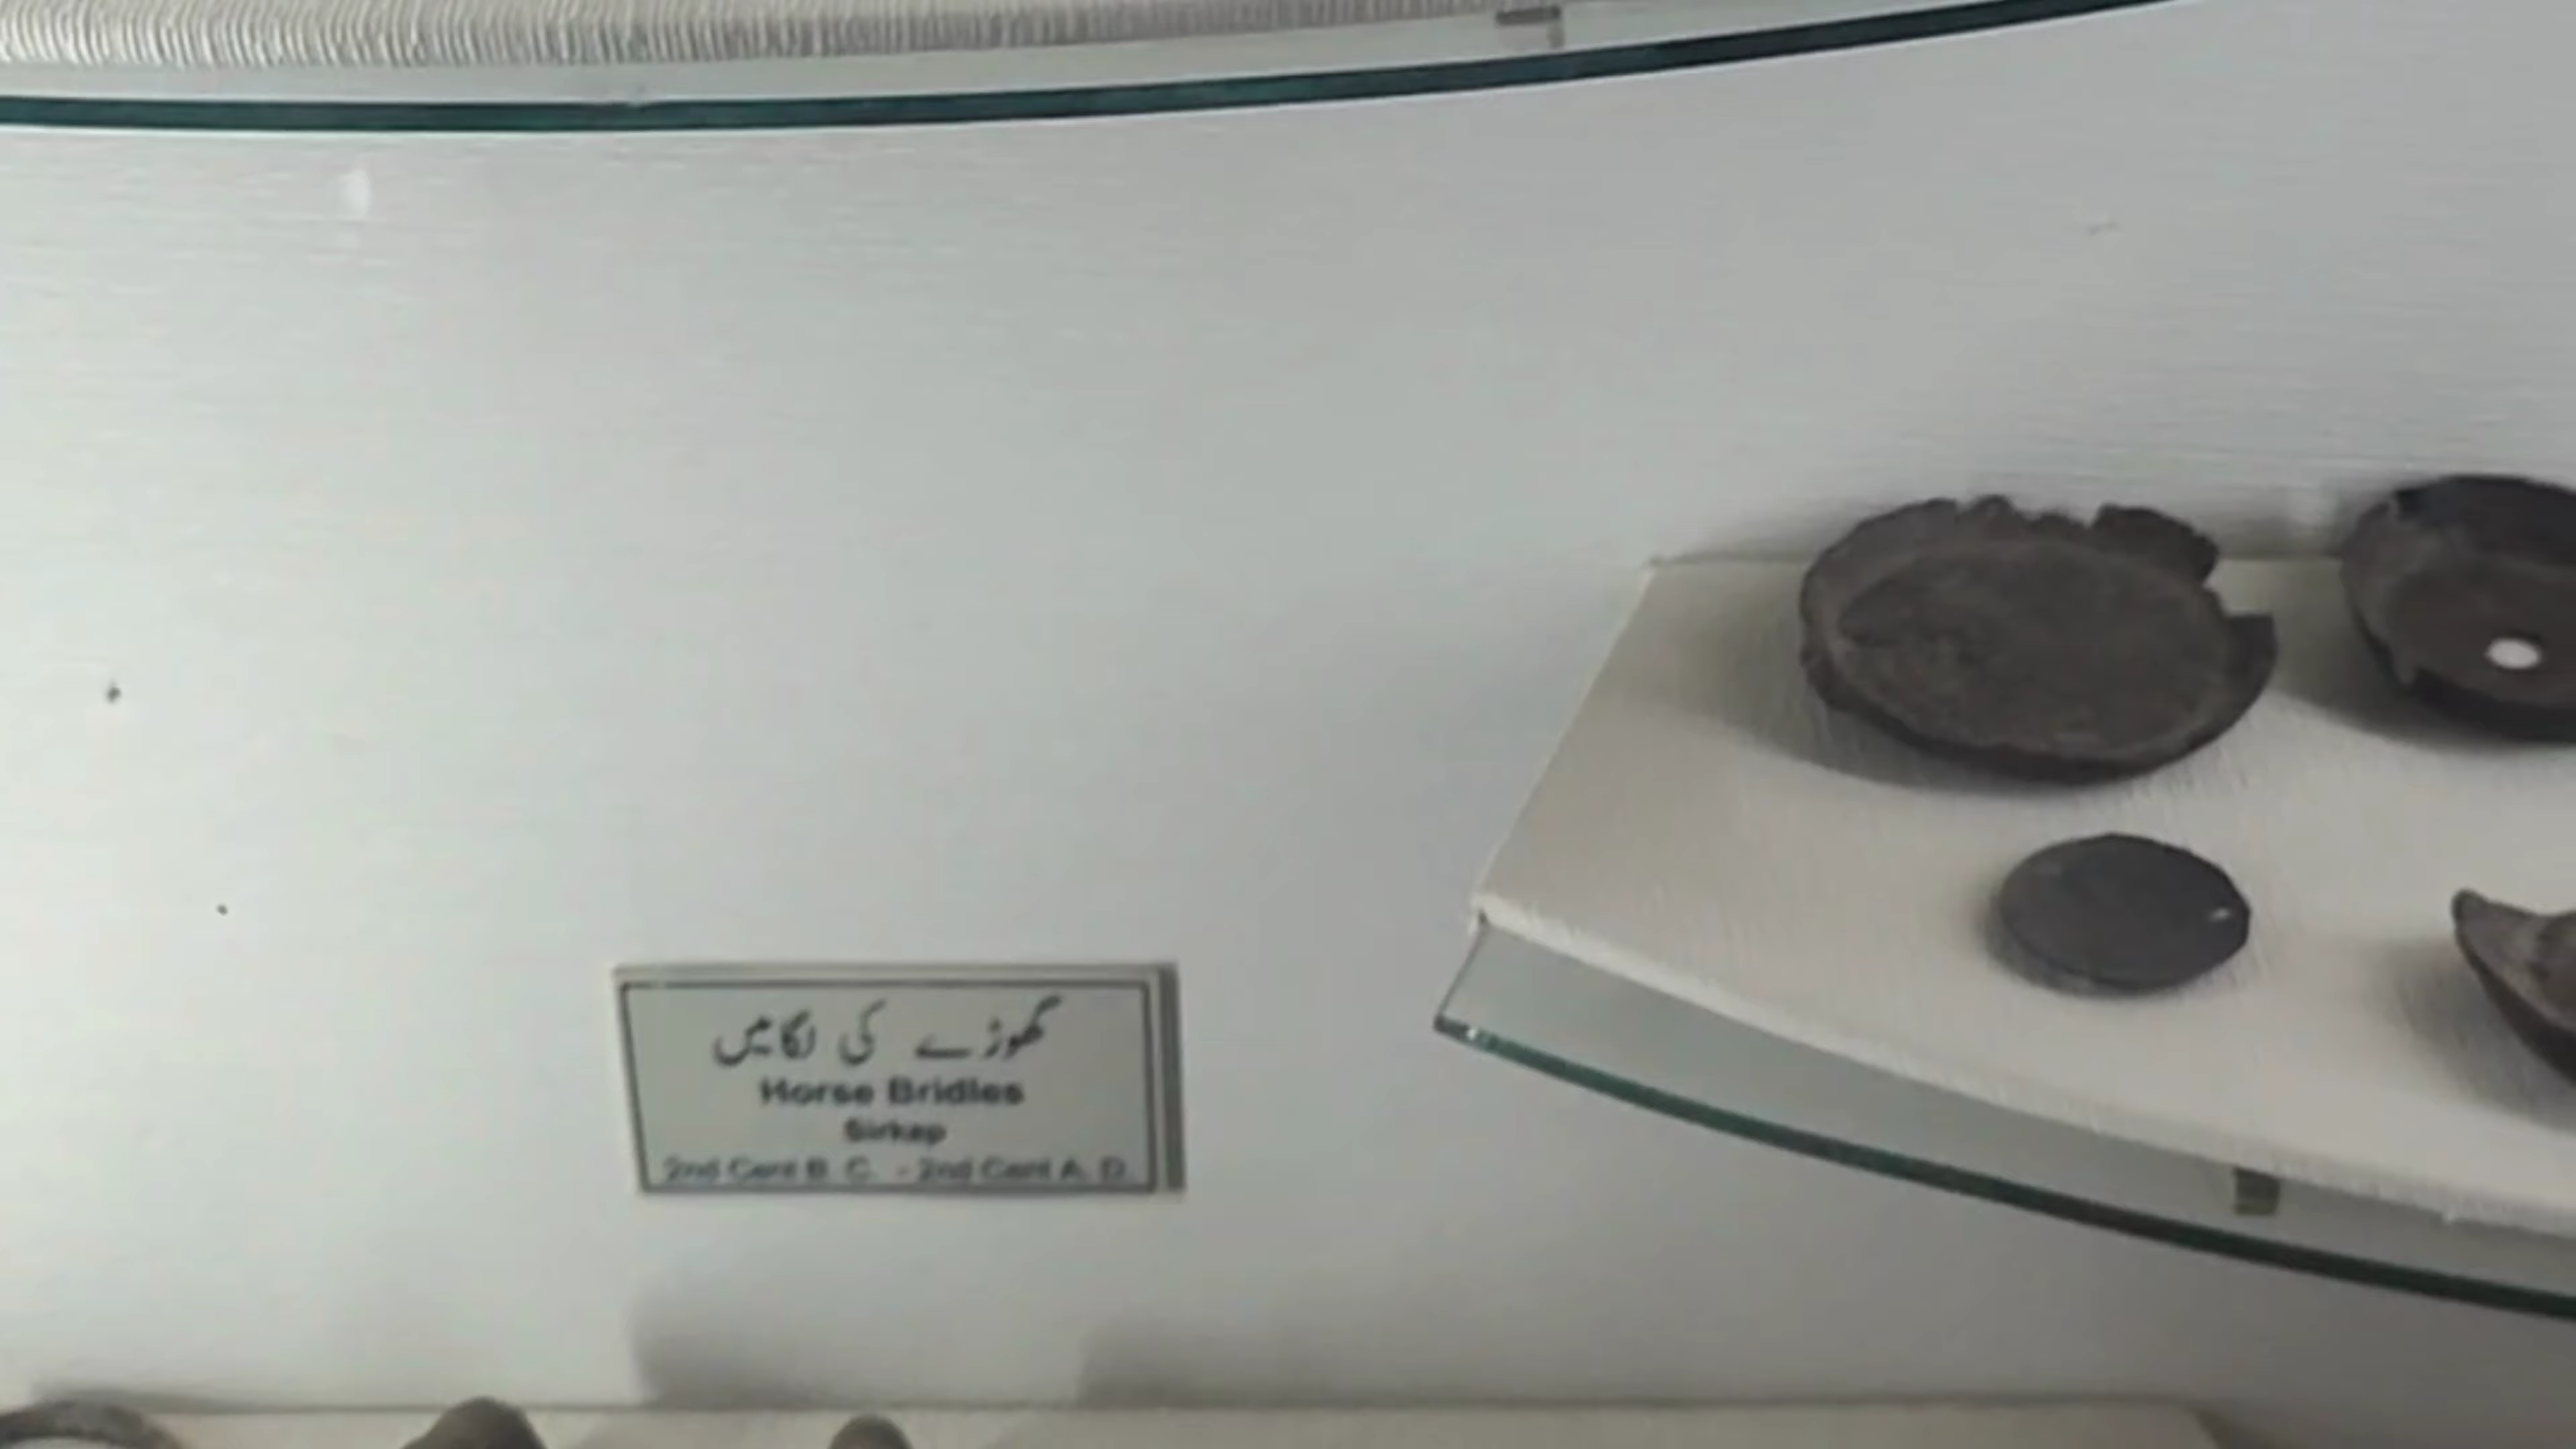 گھوڑے کی لگامیں
Horse Bridles
Sirkap
2nd Cent B. C. - 2nd Cent A. D.